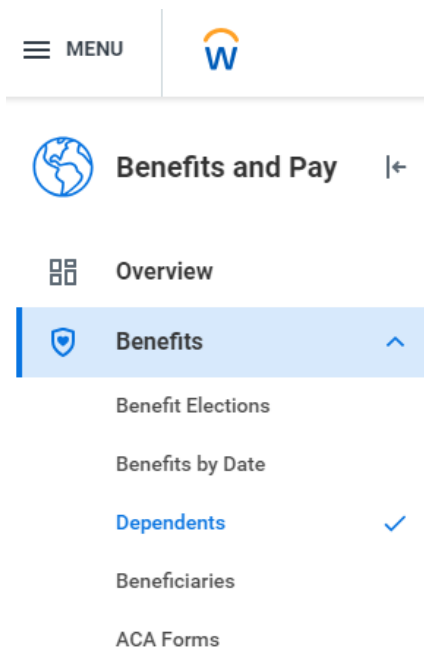 MENU
Benefits and Pay
Overview
Benefits
Benefit Elections
Benefits by Date
Dependents
Beneficiaries
ACA Forms